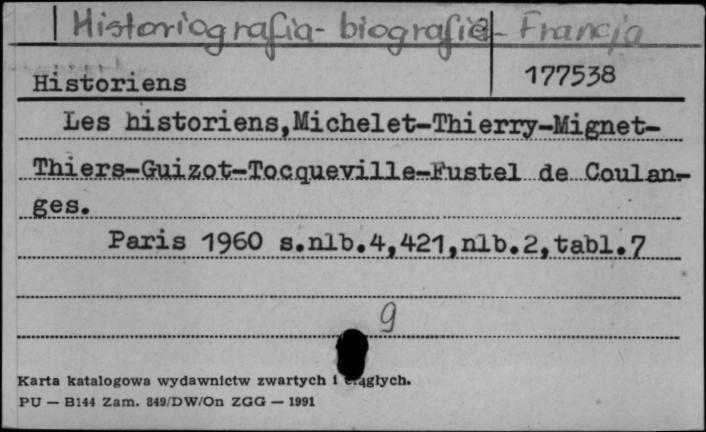 Historiografia - biografie - Francja
Historiens
177538
Les historiens,Michelet-Thierry-Mignet-
Thiers-Guizot-Tocqueville-Fustel de Coulan-
ges.
Paris 1960 s.nlb.4,421,nlb.2,tabl.7
9
Karta katalogowa wydawnictw zwartych i ciągłych.
PU — B144 Zam. 849/DW/On ZGG — 1991